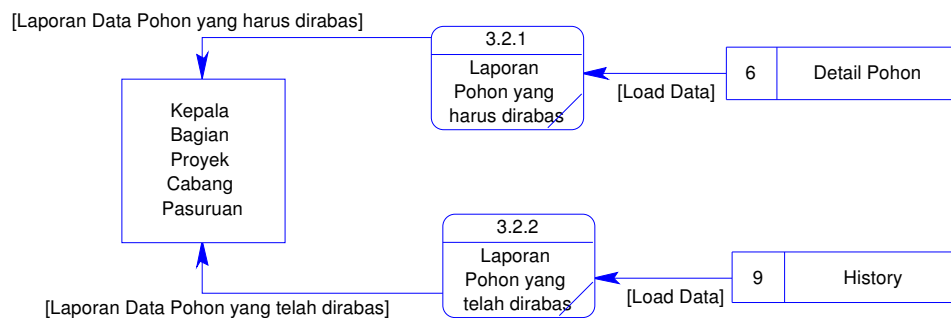 [Laporan Data Pohon yang harus dirabas]
3.2.1
Laporan
Pohon yang
harus dirabas
6
Detail Pohon
[Load Data]
Kepala
Bagian
Proyek
Cabang
Pasuruan
3.2.2
Laporan
Pohon yang
telah dirabas
9
History
[Load Data]
[Laporan Data Pohon yang telah dirabas]